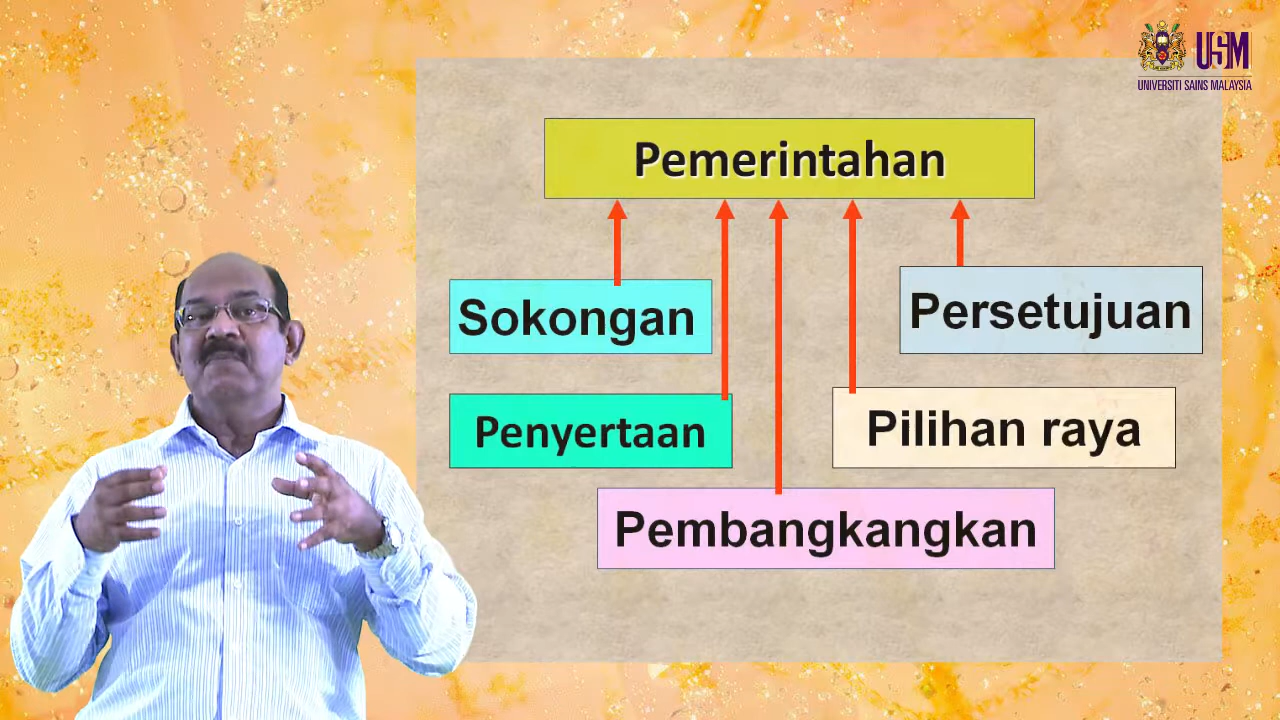 USM
UNIVERSITI SAINS MALAYSIA
Pemerintahan
Sokongan
Persetujuan
Penyertaan
Pilihan raya
Pembangkangkan